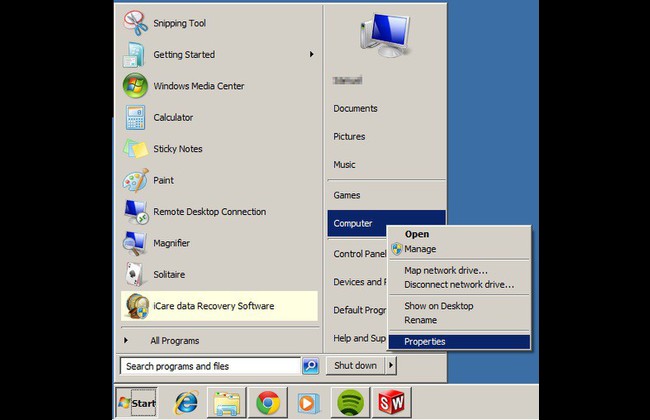 Snipping Tool
Getting Started
Windows Media Center
Calculator
Sticky Notes
Paint
Remote Desktop Connection
Magnifier
Solitaire
iCare data Recovery Software
All Programs
Search programs and files
Documents
Pictures
Music
Games
Computer
Control Panel
Devices and
Default Progr
Help and Sup
Shut down
Open
Manage
Map network drive...
Disconnect network drive...
Show on Desktop
Rename
Properties
Start
SW